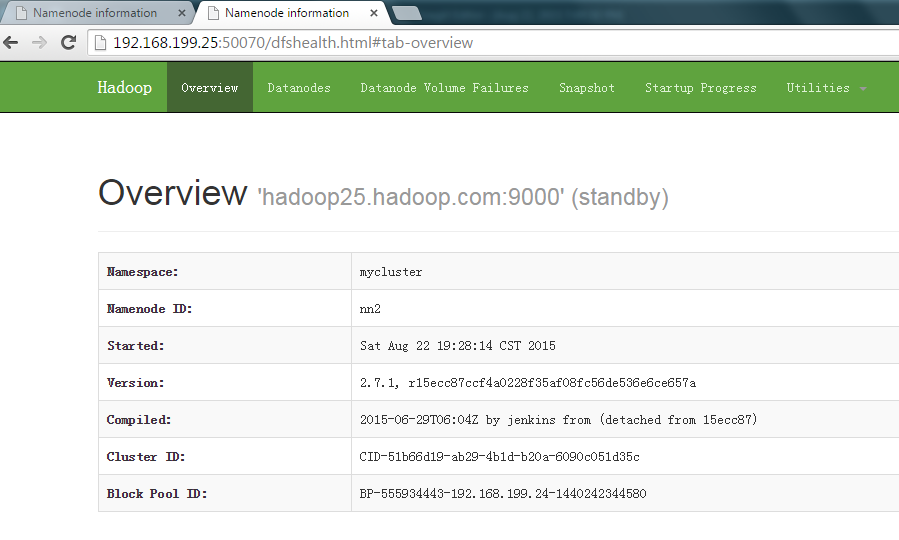 Namenode information Namenode information
192.168.199.25:50070/dfshealth.html#tab-overview
Hadoop Overview Datanodes Datanode Volume Failures Snapshot Startup Progress Utilities
Overview 'hadoop25.hadoop.com:9000' (standby)
Namespace: mycluster
Namenode ID: nn2
Started: Sat Aug 22 19:28:14 CST 2015
Version: 2.7.1, r15ecc87ccf4a0228f35af08fc56de536e6ce657a
Compiled: 2015-06-29T06:04Z by jenkins from (detached from 15ecc87)
Cluster ID: CID-51b66d19-ab29-4b1d-b20a-6090c051d35c
Block Pool ID: BP-555934443-192.168.199.24-1440242344580